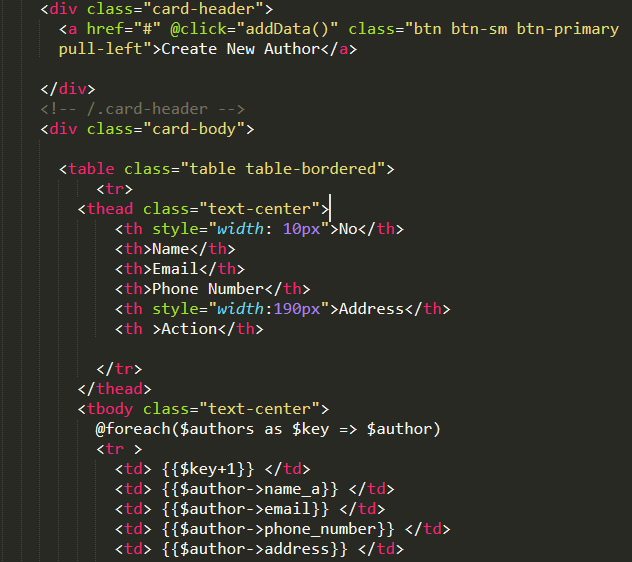 <div class="card-header">
<a href="#" @click="addData()" class="btn btn-sm btn-primary
pull-left">Create New Author</a>
</div>
<!-- /.card-header -->
<div class="card-body">
<table class="table table-bordered">
<tr>
<thead class="text-center">
<th style="width: 10px">No</th>
<th>Name</th>
<th>Email</th>
<th>Phone Number</th>
<th style="width:190px">Address</th>
<th >Action</th>
</tr>
</thead>
<tbody class="text-center">
@foreach($authors as $key => $author)
<tr >
<td> {{$key+1}} </td>
<td> {{$author->name_a}} </td>
<td> {{$author->email}} </td>
<td> {{$author->phone_number}} </td>
<td> {{$author->address}} </td>